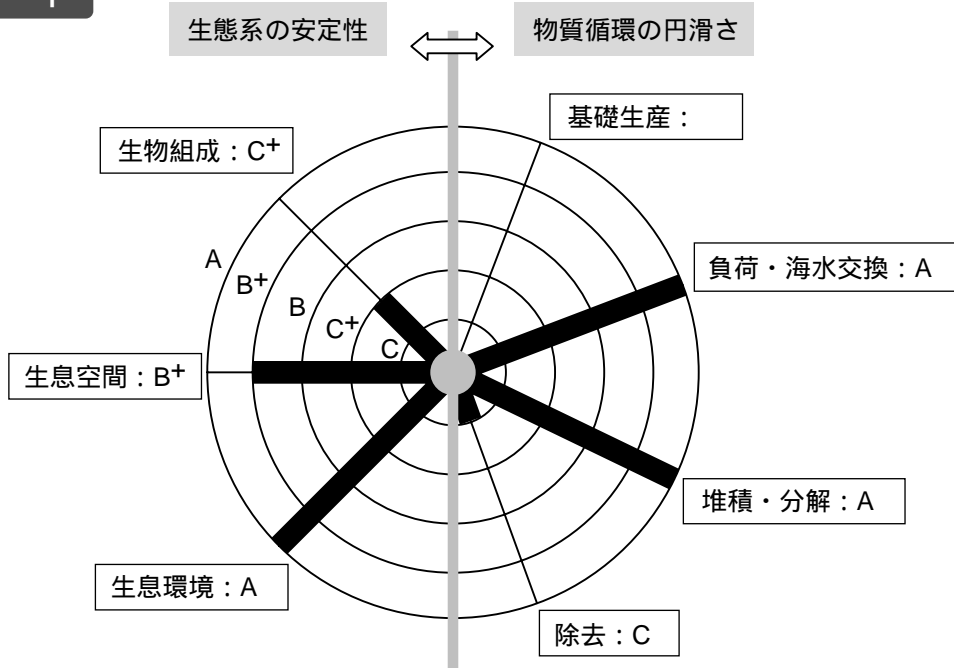 生態系の安定性
物質循環の円滑さ
基礎生産：
生物組成：C+
A
B+
B
C+
C
負荷・海水交換：A
生息空間：B+
堆積・分解：A
生息環境：A
除去：C